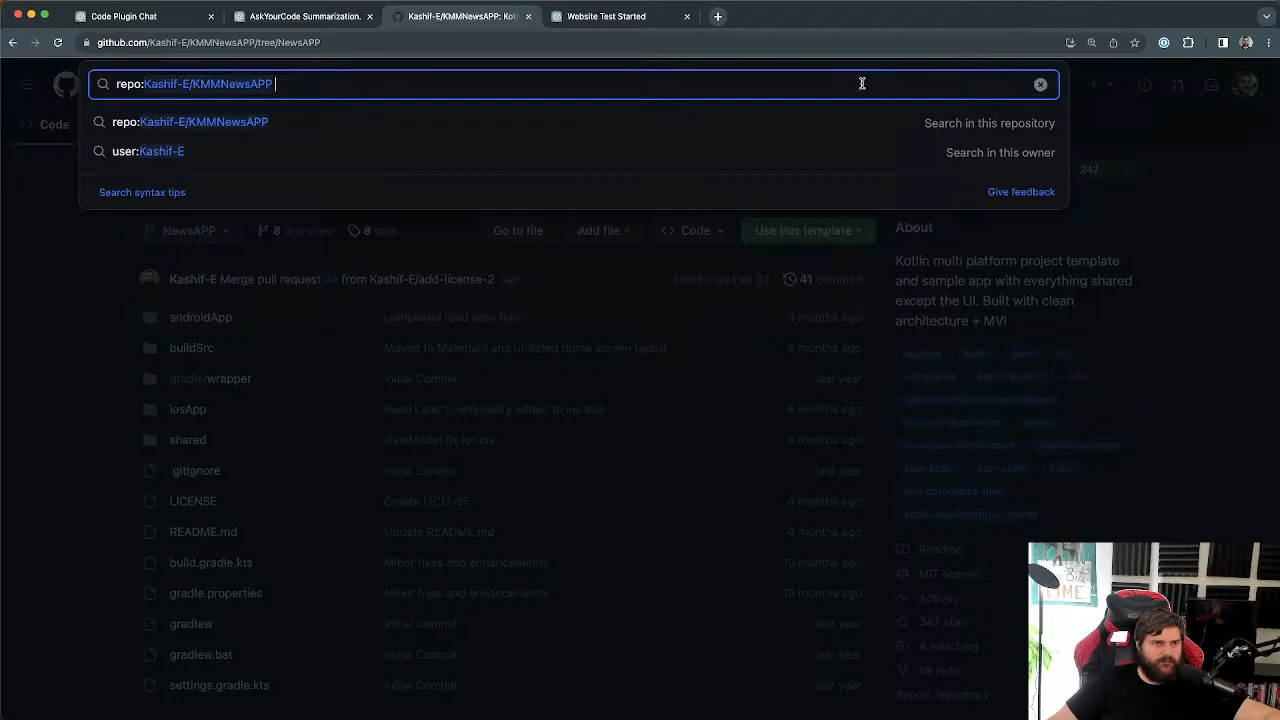 Code Plugin Chat
AskYourCode Summarization.
Kashif-E/KMMNewsAPP: Kot
Website Test Started
github.com/Kashif-E/KMMNewsAPP/tree/NewsAPP
repo:Kashif-E/KMMNewsAPP
repo:Kashif-E/KMMNewsAPP
Search in this repository
user:Kashif-E
Search in this owner
Search syntax tips
Give feedback
Code
247
NewsAPP
8 branches
8 tags
Go to file
Add file
Code
Use this template
About
Kashif-E Merge pull request from Kashif-E/add-license-2
on Feb 22
41 commits
Kotlin multi platform project template
and sample app with everything shared
except the UI. Built with clean
architecture + MVI
androidApp
completed read later
8 months ago
buildSrc
Moved to Material3 and updated home screen layout
8 months ago
gradle/wrapper
Initial Commit
last year
iosApp
Read Later functionality added to ios app
8 months ago
shared
viewModel fix for ios
8 months ago
.gitignore
Initial Commit
last year
LICENSE
Create LICENSE
4 months ago
README.md
Update README.md
4 months ago
build.gradle.kts
Minor fixes and enhancements
10 months ago
gradle.properties
Minor fixes and enhancements
10 months ago
gradlew
Initial Commit
last year
gradlew.bat
Initial Commit
last year
settings.gradle.kts
Initial Commit
last year
Readme
MIT license
Activity
247 stars
4 watching
18 forks
Report repository
TIME